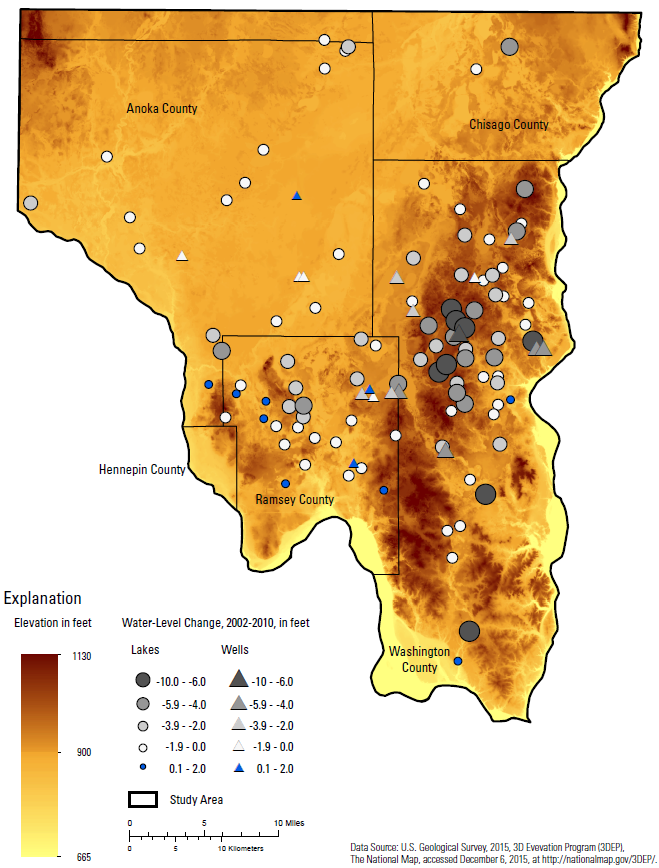 Anoka County
Chisago County
Hennepin County
Ramsey County
Washington
County
Explanation
Elevation in feet
1130
900
665
Water-Level Change, 2002-2010, in feet
Lakes Wells
-10.0 - -6.0 -10 - -6.0
-5.9 - -4.0 -5.9 - -4.0
-3.9 - -2.0 -3.9 - -2.0
-1.9 - 0.0 -1.9 - 0.0
0.1 - 2.0 0.1 - 2.0
Study Area
0 5 10 Miles
0 5 10 Kilometers
Data Source: U.S. Geological Survey, 2015, 3D Evevation Program (3DEP),
The National Map, accessed December 6, 2015, at http://nationalmap.gov/3DEP/.